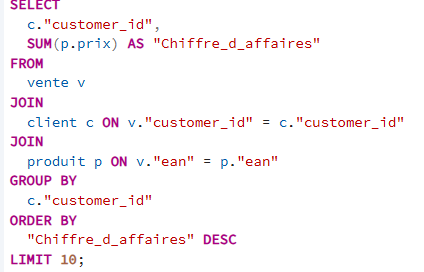 SELECT
c."customer_id",
SUM(p.prix) AS "Chiffre_d_affaires"
FROM
vente v
JOIN
client c ON v."customer_id" = c."customer_id"
JOIN
produit p ON v."ean" = p."ean"
GROUP BY
c."customer_id"
ORDER BY
"Chiffre_d_affaires" DESC
LIMIT 10;